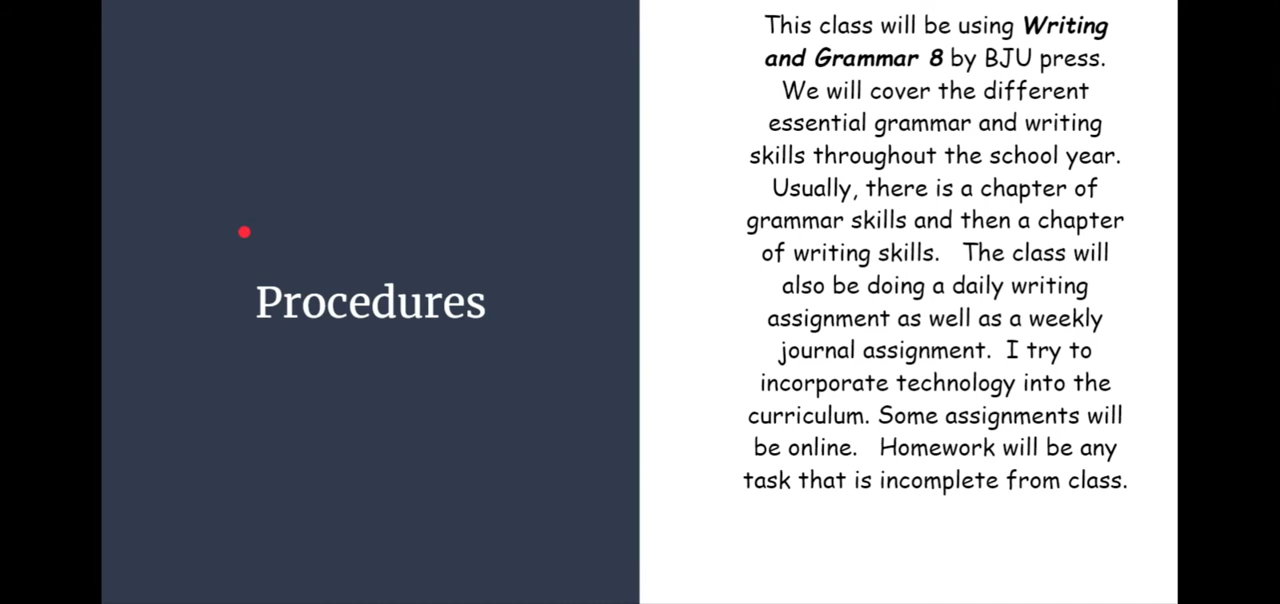 Procedures
This class will be using Writing
and Grammar 8 by BJU press.
We will cover the different
essential grammar and writing
skills throughout the school year.
Usually, there is a chapter of
grammar skills and then a chapter
of writing skills.   The class will
also be doing a daily writing
assignment as well as a weekly
journal assignment.  I try to
incorporate technology into the
curriculum. Some assignments will
be online.   Homework will be any
task that is incomplete from class.